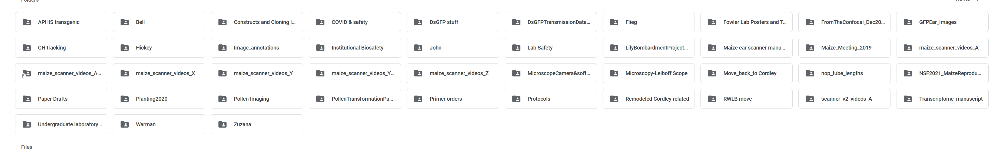 Folders
Name
APHIS transgenic
Bell
Constructs and Cloning I...
COVID & safety
DsGFP stuff
DsGFPTransmissionData...
Flieg
Fowler Lab Posters and T...
FromTheConfocal_Dec20...
GFPEar_Images
GH tracking
Hickey
Image_annotations
Institutional Biosafety
John
Lab Safety
LilyBombardmentProject...
Maize ear scanner manu...
Maize_Meeting_2019
maize_scanner_videos_A
maize_scanner_videos_A...
maize_scanner_videos_X
maize_scanner_videos_Y
maize_scanner_videos_Y...
maize_scanner_videos_Z
MicroscopeCamera&soft...
Microscopy-Leiboff Scope
Move_back_to Cordley
nop_tube_lengths
NSF2021_MaizeReprodu...
Paper Drafts
Planting2020
Pollen Imaging
PollenTransformationPa...
Primer orders
Protocols
Remodeled Cordley related
RWLB move
scanner_v2_videos_A
Transcriptome_manuscript
Undergraduate laboratory...
Warman
Zuzana
Files